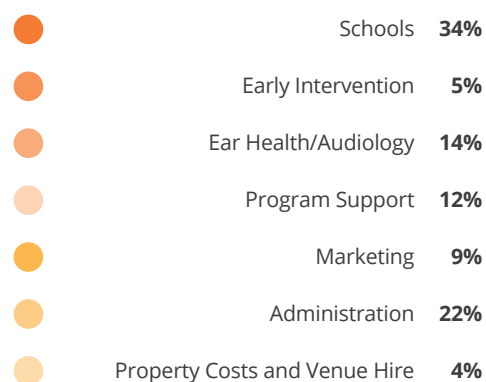 Schools 34%
Early Intervention 5%
Ear Health/Audiology 14%
Program Support 12%
Marketing 9%
Administration 22%
Property Costs and Venue Hire 4%